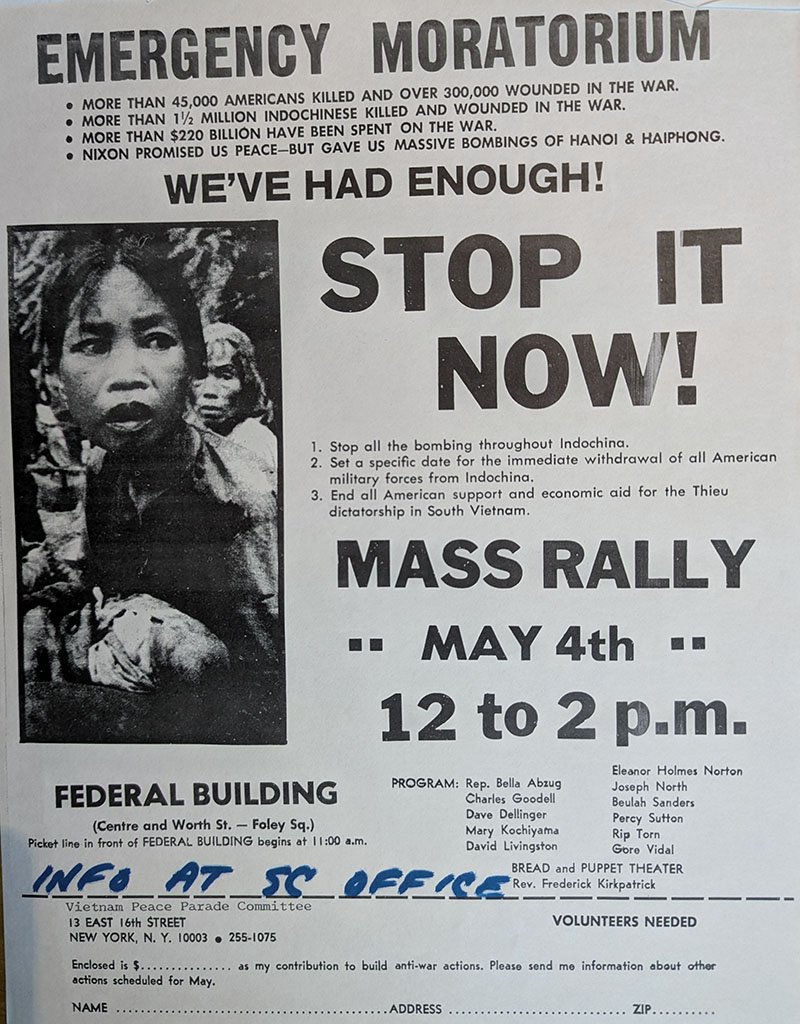 EMERGENCY MORATORIUM
• MORE THAN 45,000 AMERICANS KILLED AND OVER 300,000 WOUNDED IN THE WAR.
• MORE THAN 1½ MILLION INDOCHINESE KILLED AND WOUNDED IN THE WAR.
• MORE THAN $220 BILLION HAVE BEEN SPENT ON THE WAR.
• NIXON PROMISED US PEACE—BUT GAVE US MASSIVE BOMBINGS OF HANOI & HAIPHONG.
WE'VE HAD ENOUGH!
STOP IT
NOW!
1. Stop all the bombing throughout Indochina.
2. Set a specific date for the immediate withdrawal of all American
military forces from Indochina.
3. End all American support and economic aid for the Thieu
dictatorship in South Vietnam.
MASS RALLY
•• MAY 4th ••
12 to 2 p.m.
FEDERAL BUILDING
(Centre and Worth St. — Foley Sq.)
Picket line in front of FEDERAL BUILDING begins at 11:00 a.m.
PROGRAM: Rep. Bella Abzug
Charles Goodell
Dave Dellinger
Mary Kochiyama
David Livingston
Eleanor Holmes Norton
Joseph North
Beulah Sanders
Percy Sutton
Rip Torn
Gore Vidal
BREAD and PUPPET THEATER
Rev. Frederick Kirkpatrick
INFO AT SC OFFICE
Vietnam Peace Parade Committee
13 EAST 16th STREET
NEW YORK, N. Y. 10003 • 255-1075
VOLUNTEERS NEEDED
Enclosed is $.............. as my contribution to build anti-war actions. Please send me information about other
actions scheduled for May.
NAME .......................................... ADDRESS ........................... ZIP..........